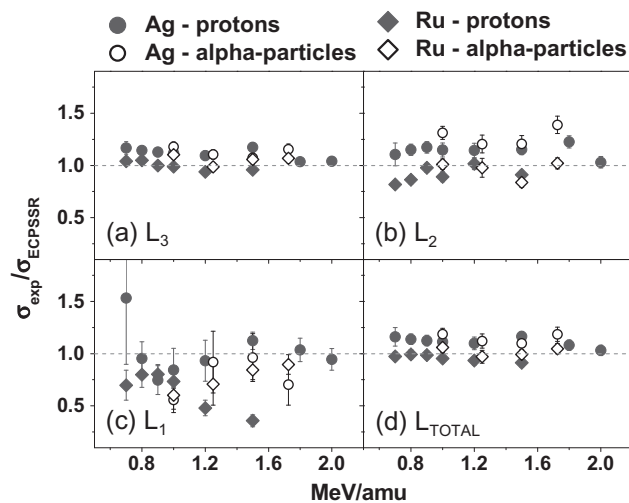 Ag - protons Ru - protons
Ag - alpha-particles Ru - alpha-particles
1.5
1.0
0.5
(a) L3 (b) L2
σexp/σECPSSR
1.5
1.0
0.5
(c) L1 (d) LTOTAL
0.8 1.2 1.6 2.0 0.8 1.2 1.6 2.0
MeV/amu